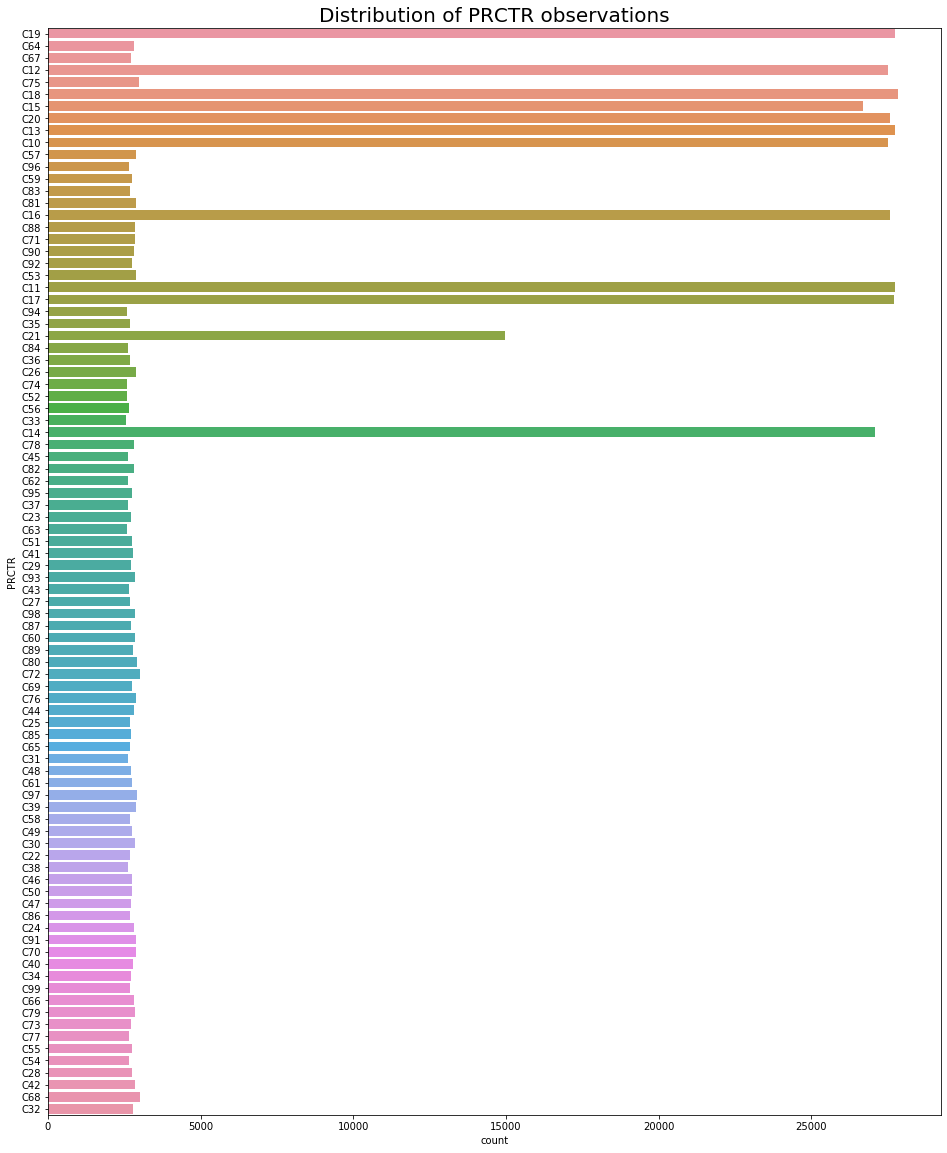 Distribution of PRCTR observations
C19
C64
C67
C12
C75
C18
C15
C20
C13
C10
C57
C96
C59
C83
C81
C16
C88
C71
C90
C92
C53
C11
C17
C94
C35
C21
C84
C36
C26
C74
C52
C56
C33
C14
C78
C45
C82
C62
C95
C37
C23
C63
C51
C41
C29
C93
C43
C27
C98
C87
C60
C89
C80
C72
C69
C76
C44
C25
C85
C65
C31
C48
C61
C97
C39
C58
C49
C30
C22
C38
C46
C50
C47
C86
C24
C91
C70
C40
C34
C99
C66
C79
C73
C77
C55
C54
C28
C42
C68
C32
PRCTR
0 5000 10000 15000 20000 25000
count